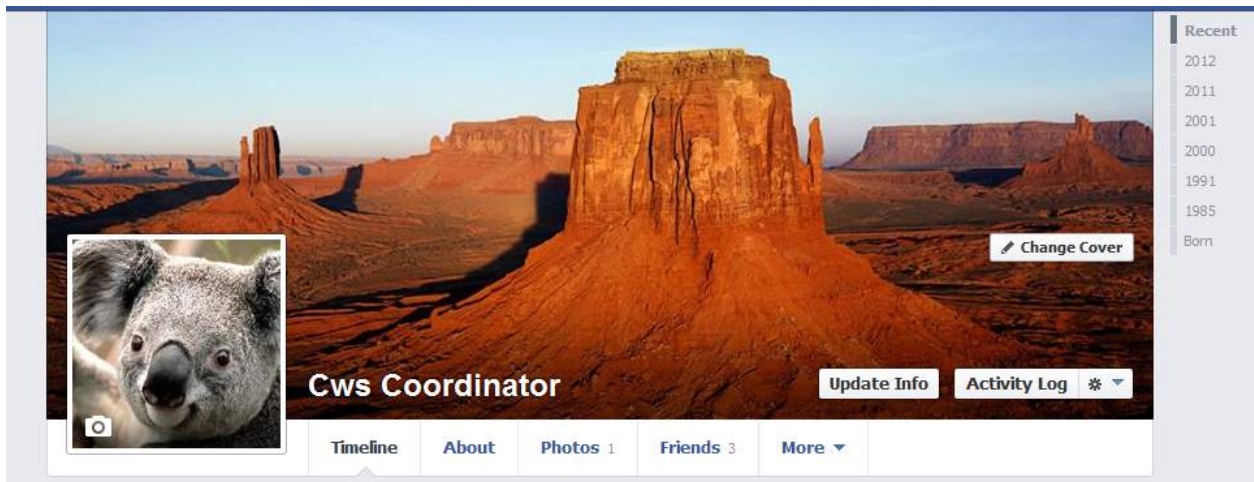 Recent
2012
2011
2001
2000
1991
1985
Born
Change Cover
Cws Coordinator
Update Info
Activity Log
Timeline
About
Photos 1
Friends 3
More